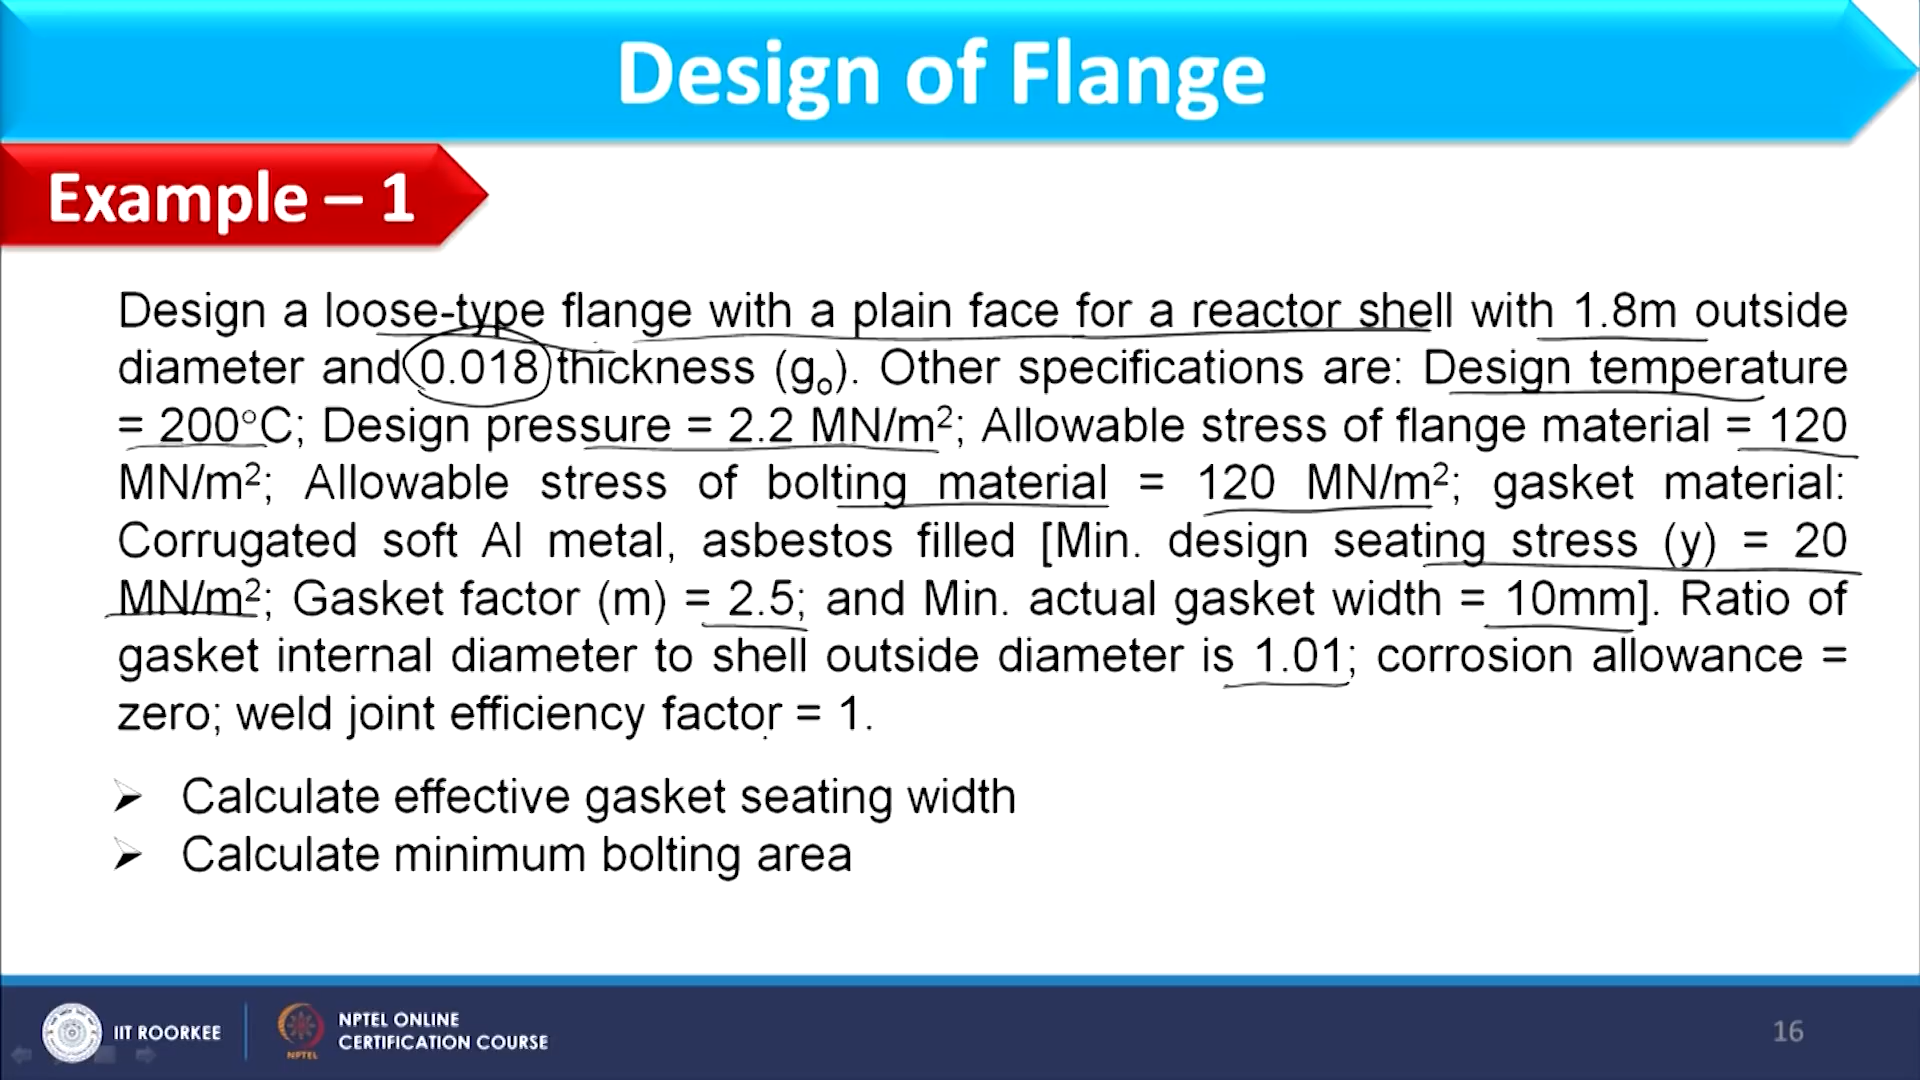 Design of Flange
Example – 1
Design a loose-type flange with a plain face for a reactor shell with 1.8m outside
diameter and 0.018 thickness (gₒ). Other specifications are: Design temperature
= 200°C; Design pressure = 2.2 MN/m²; Allowable stress of flange material = 120
MN/m²; Allowable stress of bolting material = 120 MN/m²; gasket material:
Corrugated soft Al metal, asbestos filled [Min. design seating stress (y) = 20
MN/m²; Gasket factor (m) = 2.5; and Min. actual gasket width = 10mm]. Ratio of
gasket internal diameter to shell outside diameter is 1.01; corrosion allowance =
zero; weld joint efficiency factor = 1.
➢ Calculate effective gasket seating width
➢ Calculate minimum bolting area
IIT ROORKEE
NPTEL
NPTEL ONLINE
CERTIFICATION COURSE
16